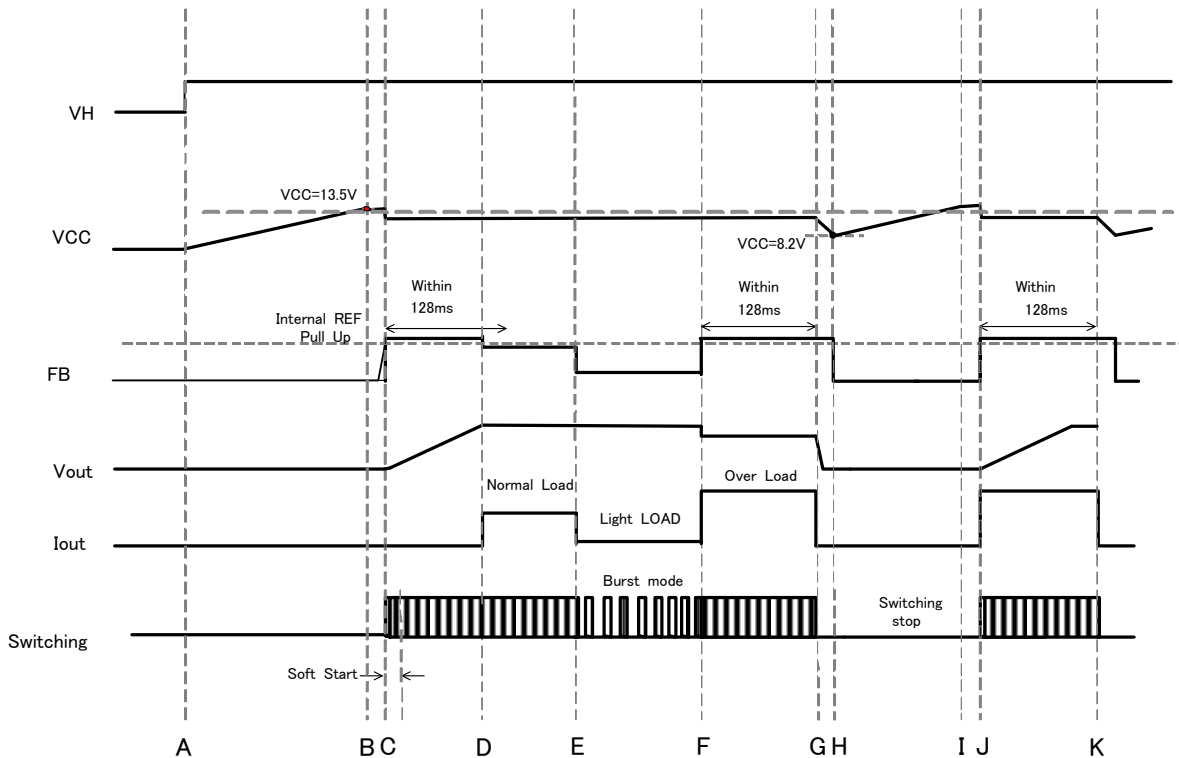 VH
VCC=13.5V
VCC
VCC=8.2V
Within
128ms
Within
128ms
Within
128ms
Internal REF
Pull Up
FB
Vout
Normal Load
Over Load
Light LOAD
Iout
Burst mode
Switching
stop
Switching
Soft Start
A B C D E F G H I J K